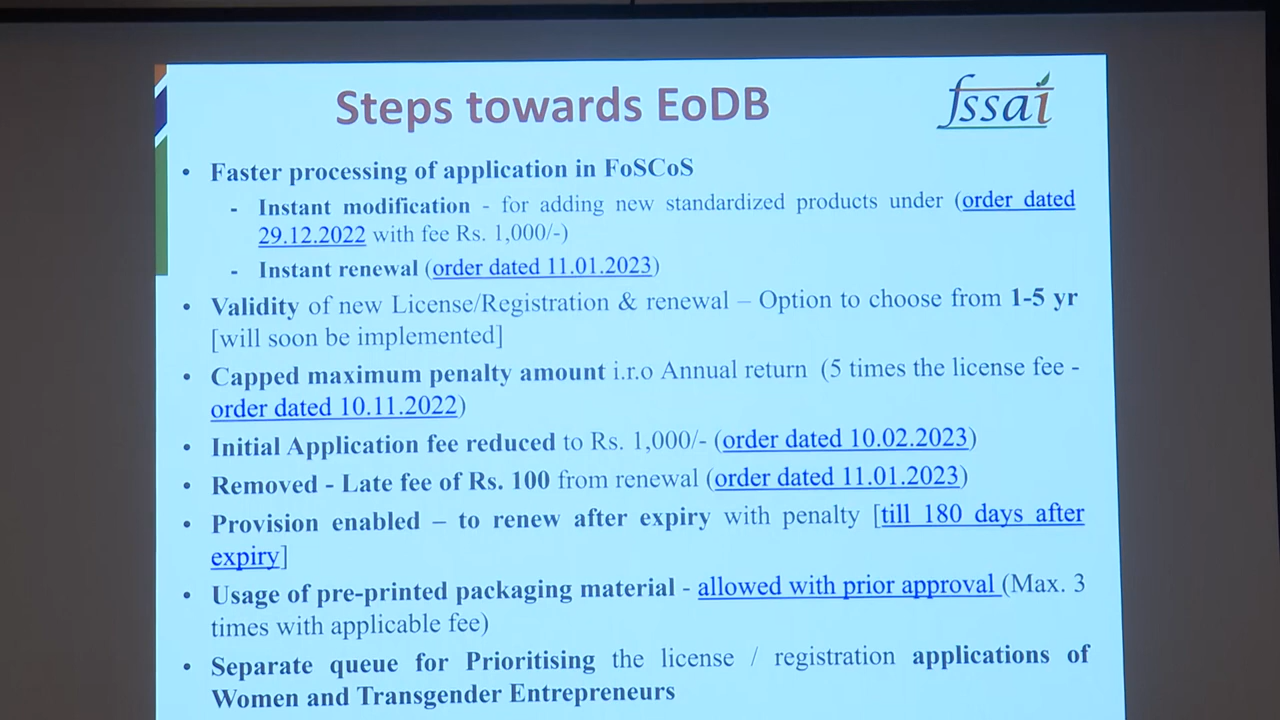 Steps towards EoDB
fssai
• Faster processing of application in FoSCoS
- Instant modification - for adding new standardized products under (order dated
29.12.2022 with fee Rs. 1,000/-)
- Instant renewal (order dated 11.01.2023)
• Validity of new License/Registration & renewal – Option to choose from 1-5 yr
[will soon be implemented]
• Capped maximum penalty amount i.r.o Annual return (5 times the license fee -
order dated 10.11.2022)
• Initial Application fee reduced to Rs. 1,000/- (order dated 10.02.2023)
• Removed - Late fee of Rs. 100 from renewal (order dated 11.01.2023)
• Provision enabled – to renew after expiry with penalty [till 180 days after
expiry]
• Usage of pre-printed packaging material - allowed with prior approval (Max. 3
times with applicable fee)
• Separate queue for Prioritising the license / registration applications of
Women and Transgender Entrepreneurs